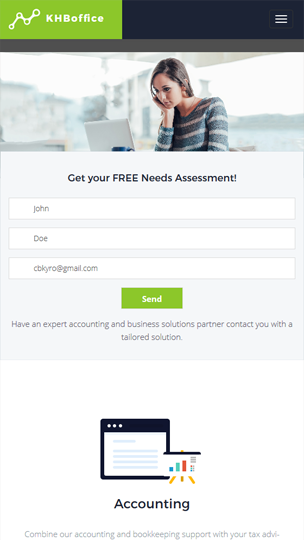 KHBoffice
Get your FREE Needs Assessment!
John
Doe
cbkyro@gmail.com
Send
Have an expert accounting and business solutions partner contact you with a
tailored solution.
Accounting
Combine our accounting and bookkeeping support with your tax advi-